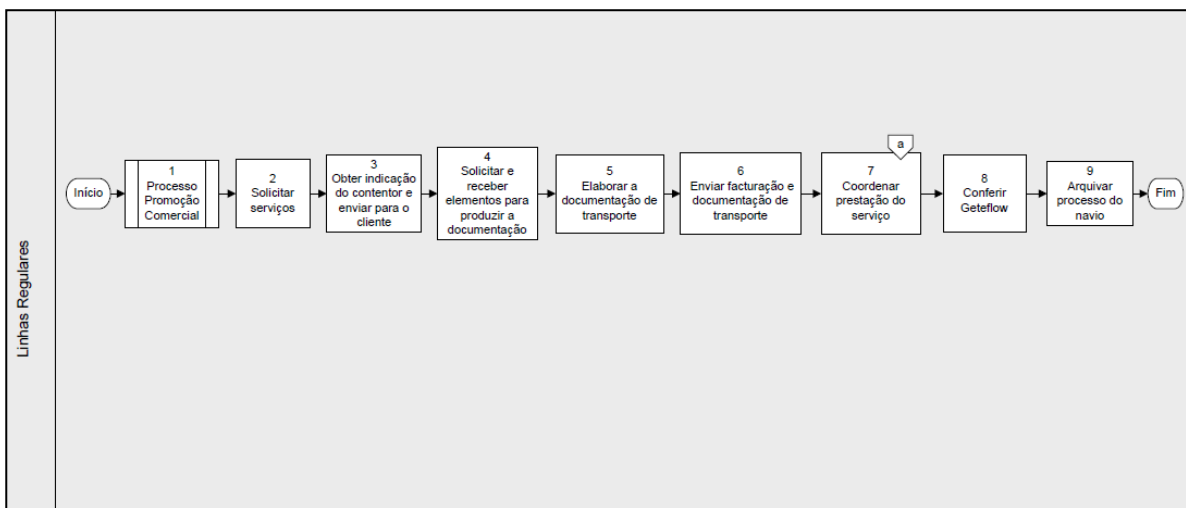 Linhas Regulares
Início
1
Processo
Promoção
Comercial
2
Solicitar
serviços
3
Obter indicação
do contentor e
enviar para o
cliente
4
Solicitar e
receber
elementos para
produzir a
documentação
5
Elaborar a
documentação de
transporte
6
Enviar facturação e
documentação de
transporte
a
7
Coordenar
prestação do
serviço
8
Conferir
Geteflow
9
Arquivar
processo do
navio
Fim